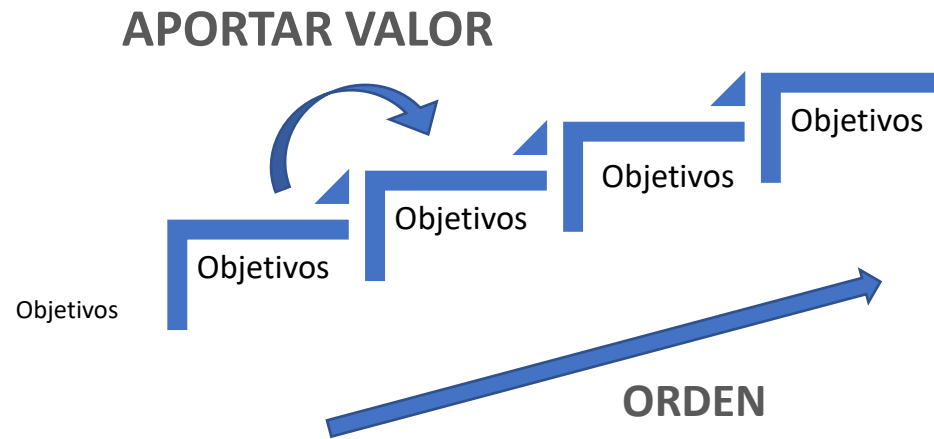 APORTAR VALOR
Objetivos
Objetivos
Objetivos
Objetivos
Objetivos
ORDEN